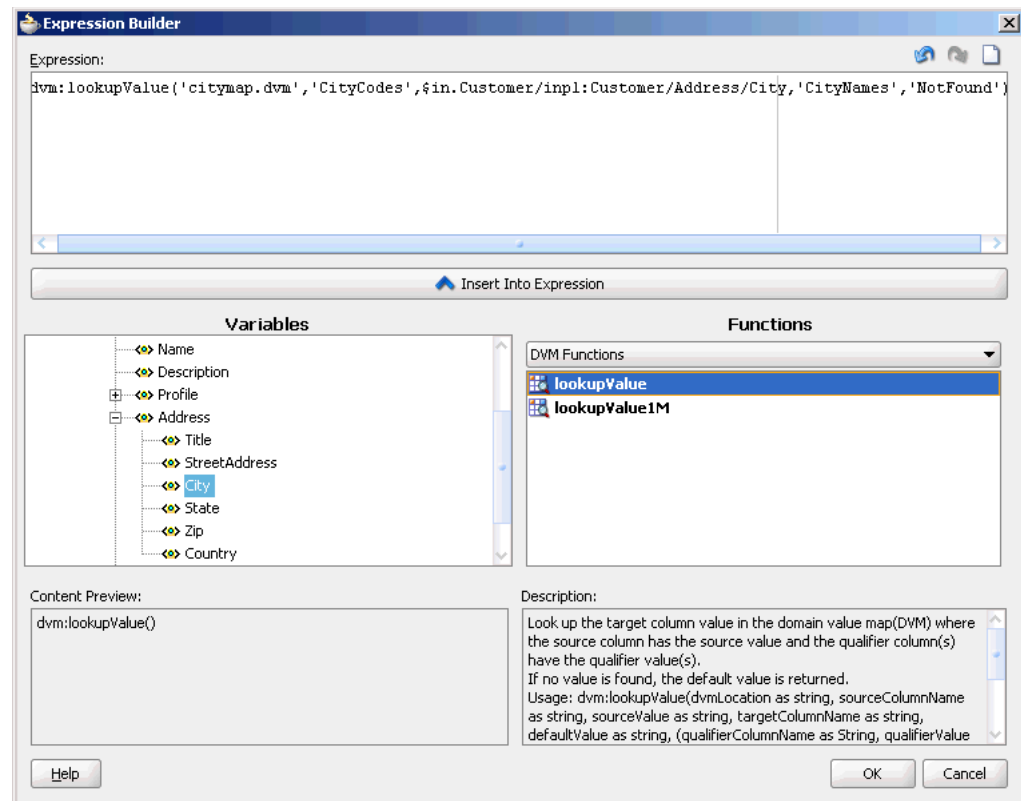 Expression Builder
Expression:
dvm:lookupValue('citymap.dvm','CityCodes',$in.Customer/inp1:Customer/Address/City,'CityNames','NotFound')
Insert Into Expression
Variables
Name
Description
Profile
Address
Title
StreetAddress
City
State
Zip
Country
Functions
DVM Functions
lookupValue
lookupValue1M
Content Preview:
dvm:lookupValue()
Description:
Look up the target column value in the domain value map(DVM) where
the source column has the source value and the qualifier column(s)
have the qualifier value(s).
If no value is found, the default value is returned.
Usage: dvm:lookupValue(dvmLocation as string, sourceColumnName
as string, sourceValue as string, targetColumnName as string,
defaultValue as string, (qualifierColumnName as String, qualifierValue
Help
OK
Cancel